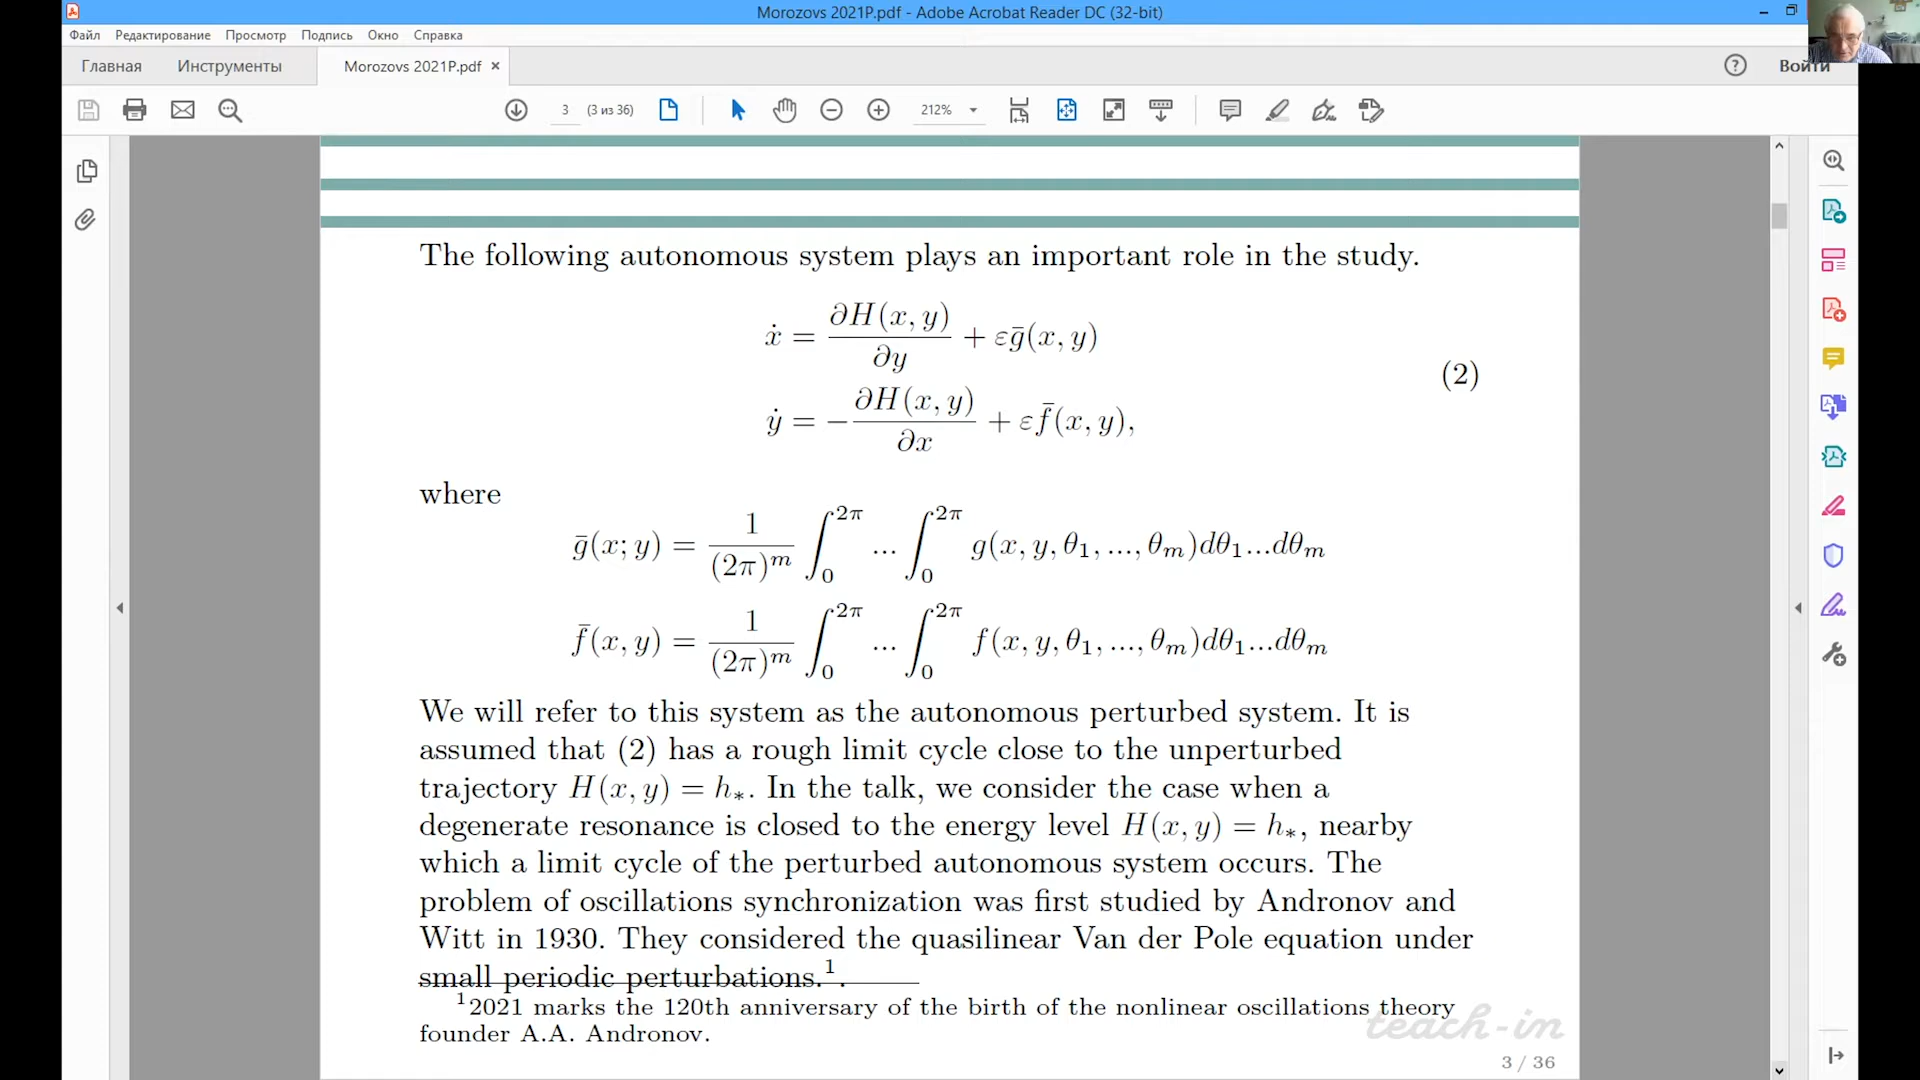 Morozovs 2021P.pdf - Adobe Acrobat Reader DC (32-bit)
Файл Редактирование Просмотр Подпись Окно Справка
Главная Инструменты Morozovs 2021P.pdf × Войти
3 (3 из 36) 212%
The following autonomous system plays an important role in the study.
ẋ = ∂H(x, y)/∂y + εḡ(x, y)
(2)
ẏ = −∂H(x, y)/∂x + εf̄(x, y),
where
ḡ(x; y) = 1/(2π)^m ∫_0^{2π} ... ∫_0^{2π} g(x, y, θ₁, ..., θ_m)dθ₁...dθ_m
f̄(x, y) = 1/(2π)^m ∫_0^{2π} ... ∫_0^{2π} f(x, y, θ₁, ..., θ_m)dθ₁...dθ_m
We will refer to this system as the autonomous perturbed system. It is
assumed that (2) has a rough limit cycle close to the unperturbed
trajectory H(x, y) = h_*. In the talk, we consider the case when a
degenerate resonance is closed to the energy level H(x, y) = h_*, nearby
which a limit cycle of the perturbed autonomous system occurs. The
problem of oscillations synchronization was first studied by Andronov and
Witt in 1930. They considered the quasilinear Van der Pole equation under
small periodic perturbations.¹.
¹2021 marks the 120th anniversary of the birth of the nonlinear oscillations theory
founder A.A. Andronov.
teach-in
3 / 36